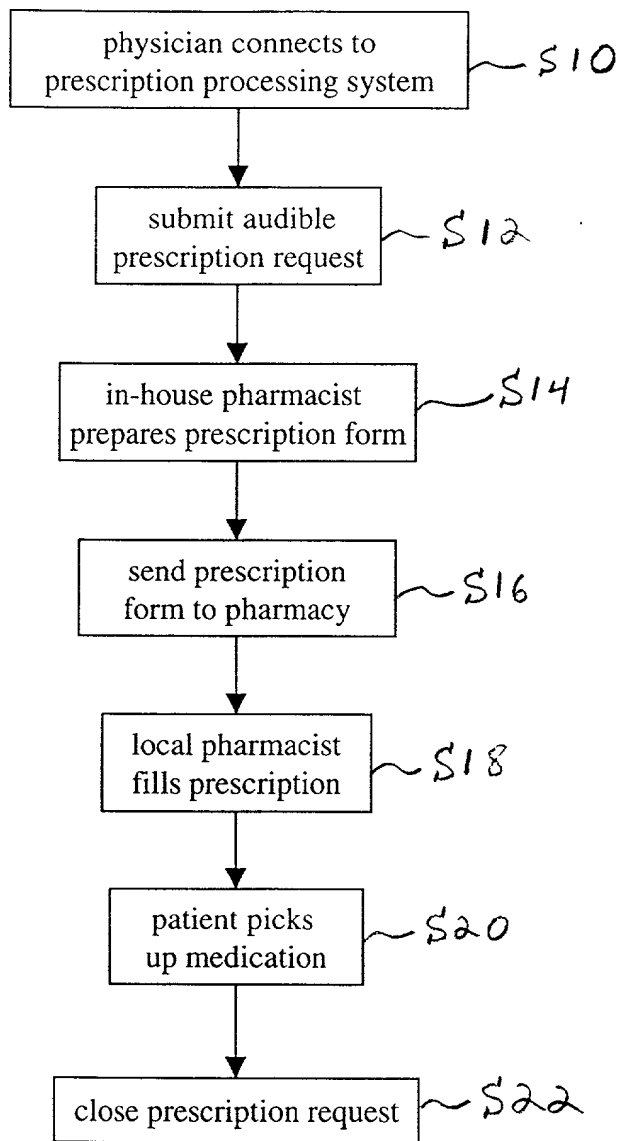 physician connects to
prescription processing system
S10
submit audible
prescription request
S12
in-house pharmacist
prepares prescription form
S14
send prescription
form to pharmacy
S16
local pharmacist
fills prescription
S18
patient picks
up medication
S20
close prescription request
S22